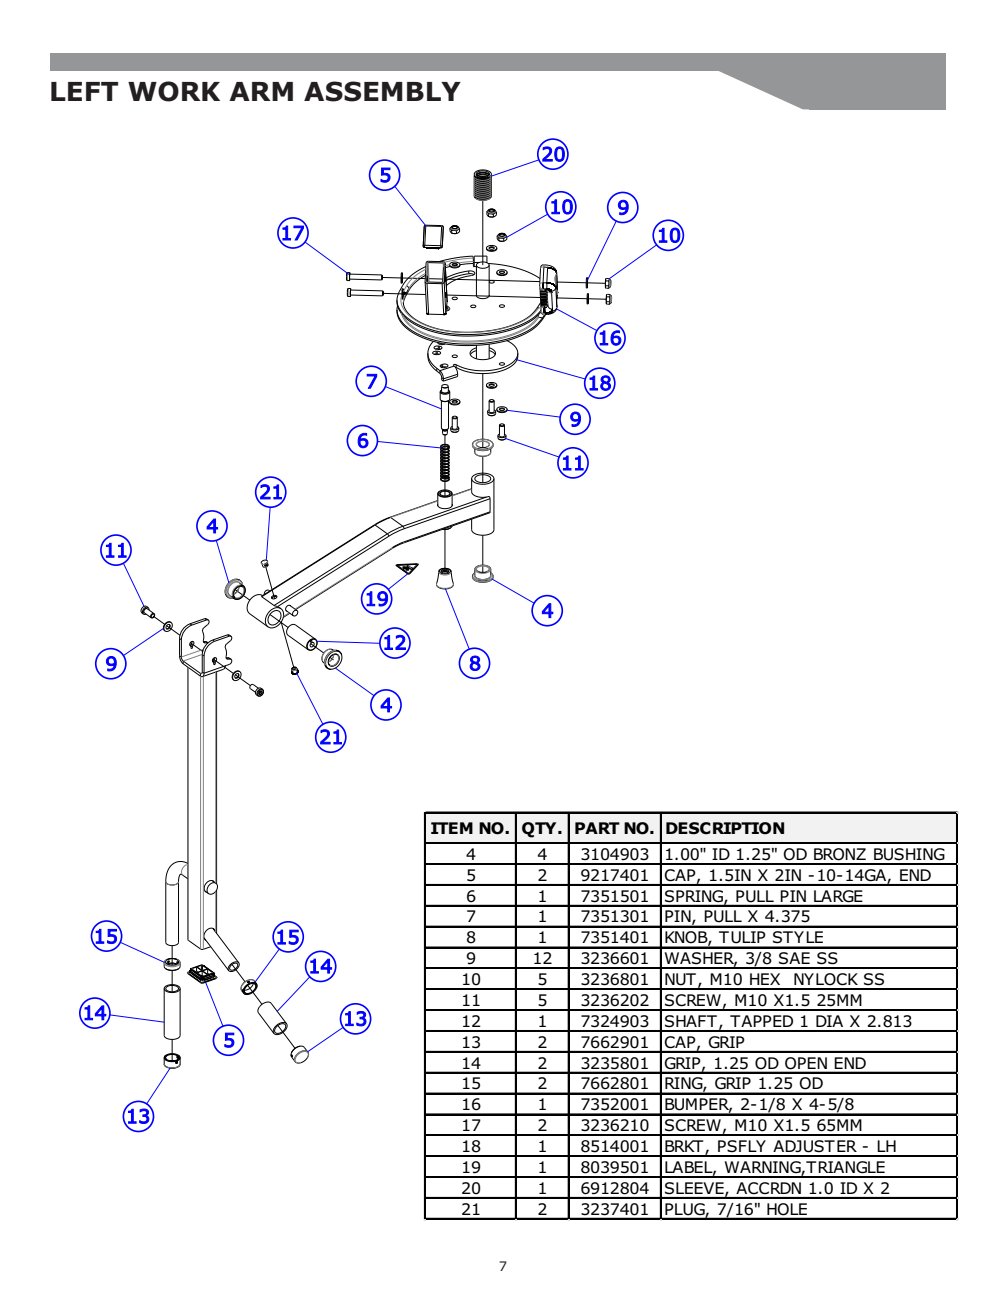 LEFT WORK ARM ASSEMBLY
20
5
10
9
17
10
16
7
18
9
6
11
21
4
11
19
4
12
9
8
4
21
15
15
14
14
13
5
13
ITEM NO. QTY. PART NO. DESCRIPTION
4 4 3104903 1.00" ID 1.25" OD BRONZ BUSHING
5 2 9217401 CAP, 1.5IN X 2IN -10-14GA, END
6 1 7351501 SPRING, PULL PIN LARGE
7 1 7351301 PIN, PULL X 4.375
8 1 7351401 KNOB, TULIP STYLE
9 12 3236601 WASHER, 3/8 SAE SS
10 5 3236801 NUT, M10 HEX NYLOCK SS
11 5 3236202 SCREW, M10 X1.5 25MM
12 1 7324903 SHAFT, TAPPED 1 DIA X 2.813
13 2 7662901 CAP, GRIP
14 2 3235801 GRIP, 1.25 OD OPEN END
15 2 7662801 RING, GRIP 1.25 OD
16 1 7352001 BUMPER, 2-1/8 X 4-5/8
17 2 3236210 SCREW, M10 X1.5 65MM
18 1 8514001 BRKT, PSFLY ADJUSTER - LH
19 1 8039501 LABEL, WARNING,TRIANGLE
20 1 6912804 SLEEVE, ACCRDN 1.0 ID X 2
21 2 3237401 PLUG, 7/16" HOLE
7